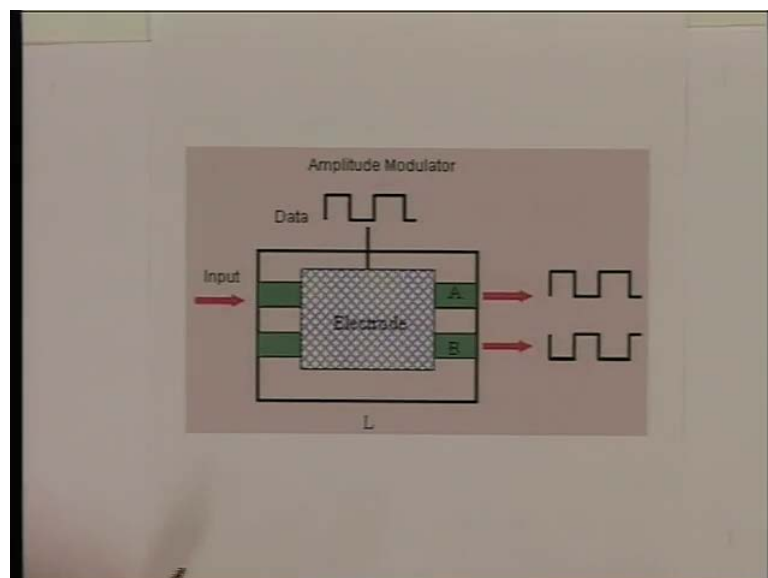 Amplitude Modulator
Data
Input
A
Electrode
B
L